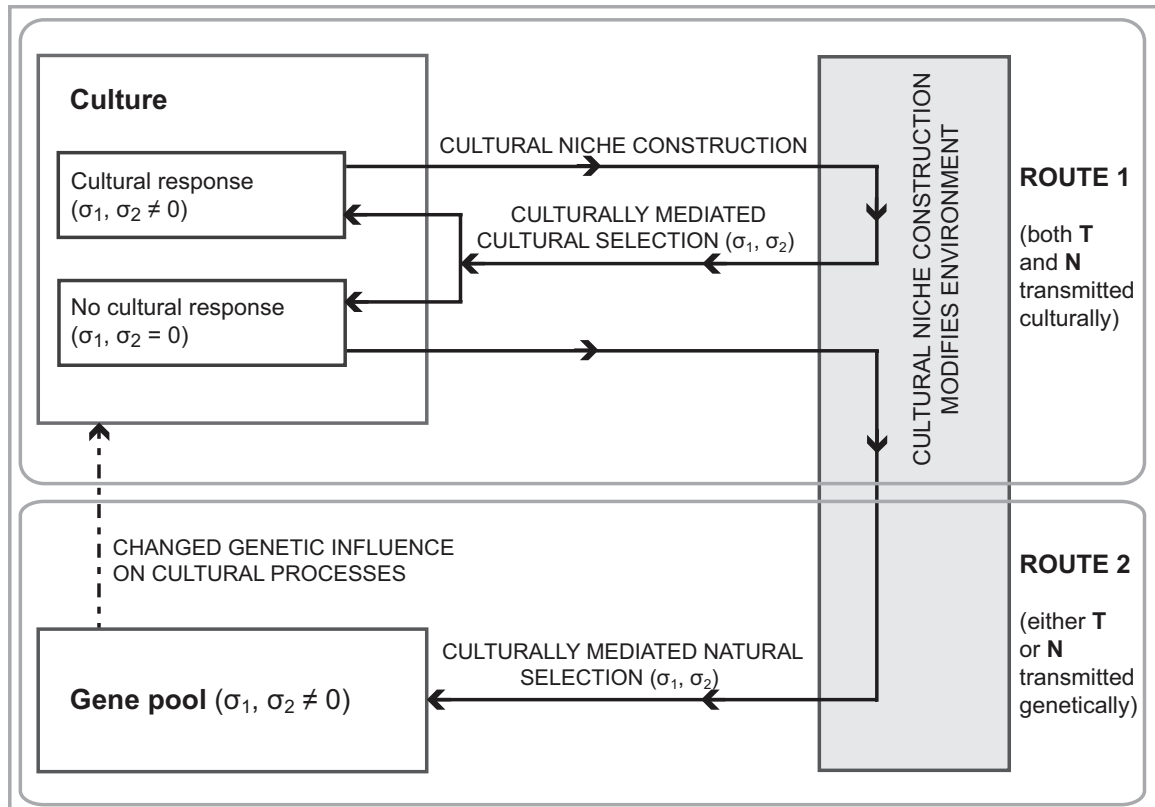 Culture
Cultural response
(σ₁, σ₂ ≠ 0)
No cultural response
(σ₁, σ₂ = 0)
CULTURAL NICHE CONSTRUCTION
CULTURALLY MEDIATED
CULTURAL SELECTION (σ₁, σ₂)
CULTURAL NICHE CONSTRUCTION
MODIFIES ENVIRONMENT
ROUTE 1
(both T
and N
transmitted
culturally)
CHANGED GENETIC INFLUENCE
ON CULTURAL PROCESSES
Gene pool (σ₁, σ₂ ≠ 0)
CULTURALLY MEDIATED NATURAL
SELECTION (σ₁, σ₂)
ROUTE 2
(either T
or N
transmitted
genetically)